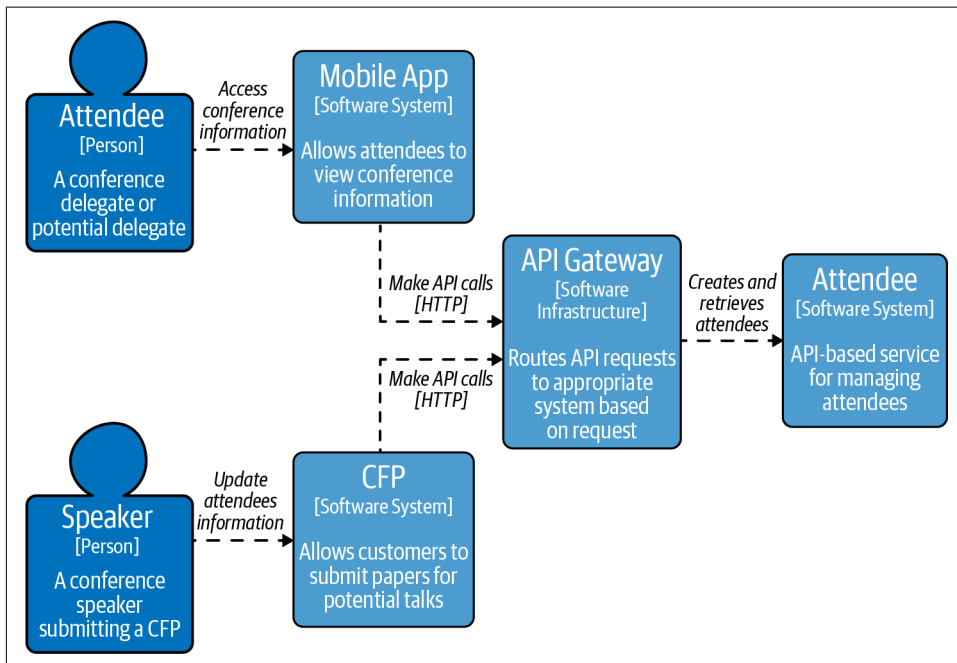 Attendee
[Person]
A conference
delegate or
potential delegate
Access
conference
information
Mobile App
[Software System]
Allows attendees to
view conference
information
Make API calls
[HTTP]
API Gateway
[Software
Infrastructure]
Routes API requests
to appropriate
system based
on request
Creates and
retrieves
attendees
Attendee
[Software System]
API-based service
for managing
attendees
Make API calls
[HTTP]
Speaker
[Person]
A conference
speaker
submitting a CFP
Update
attendees
information
CFP
[Software System]
Allows customers to
submit papers for
potential talks